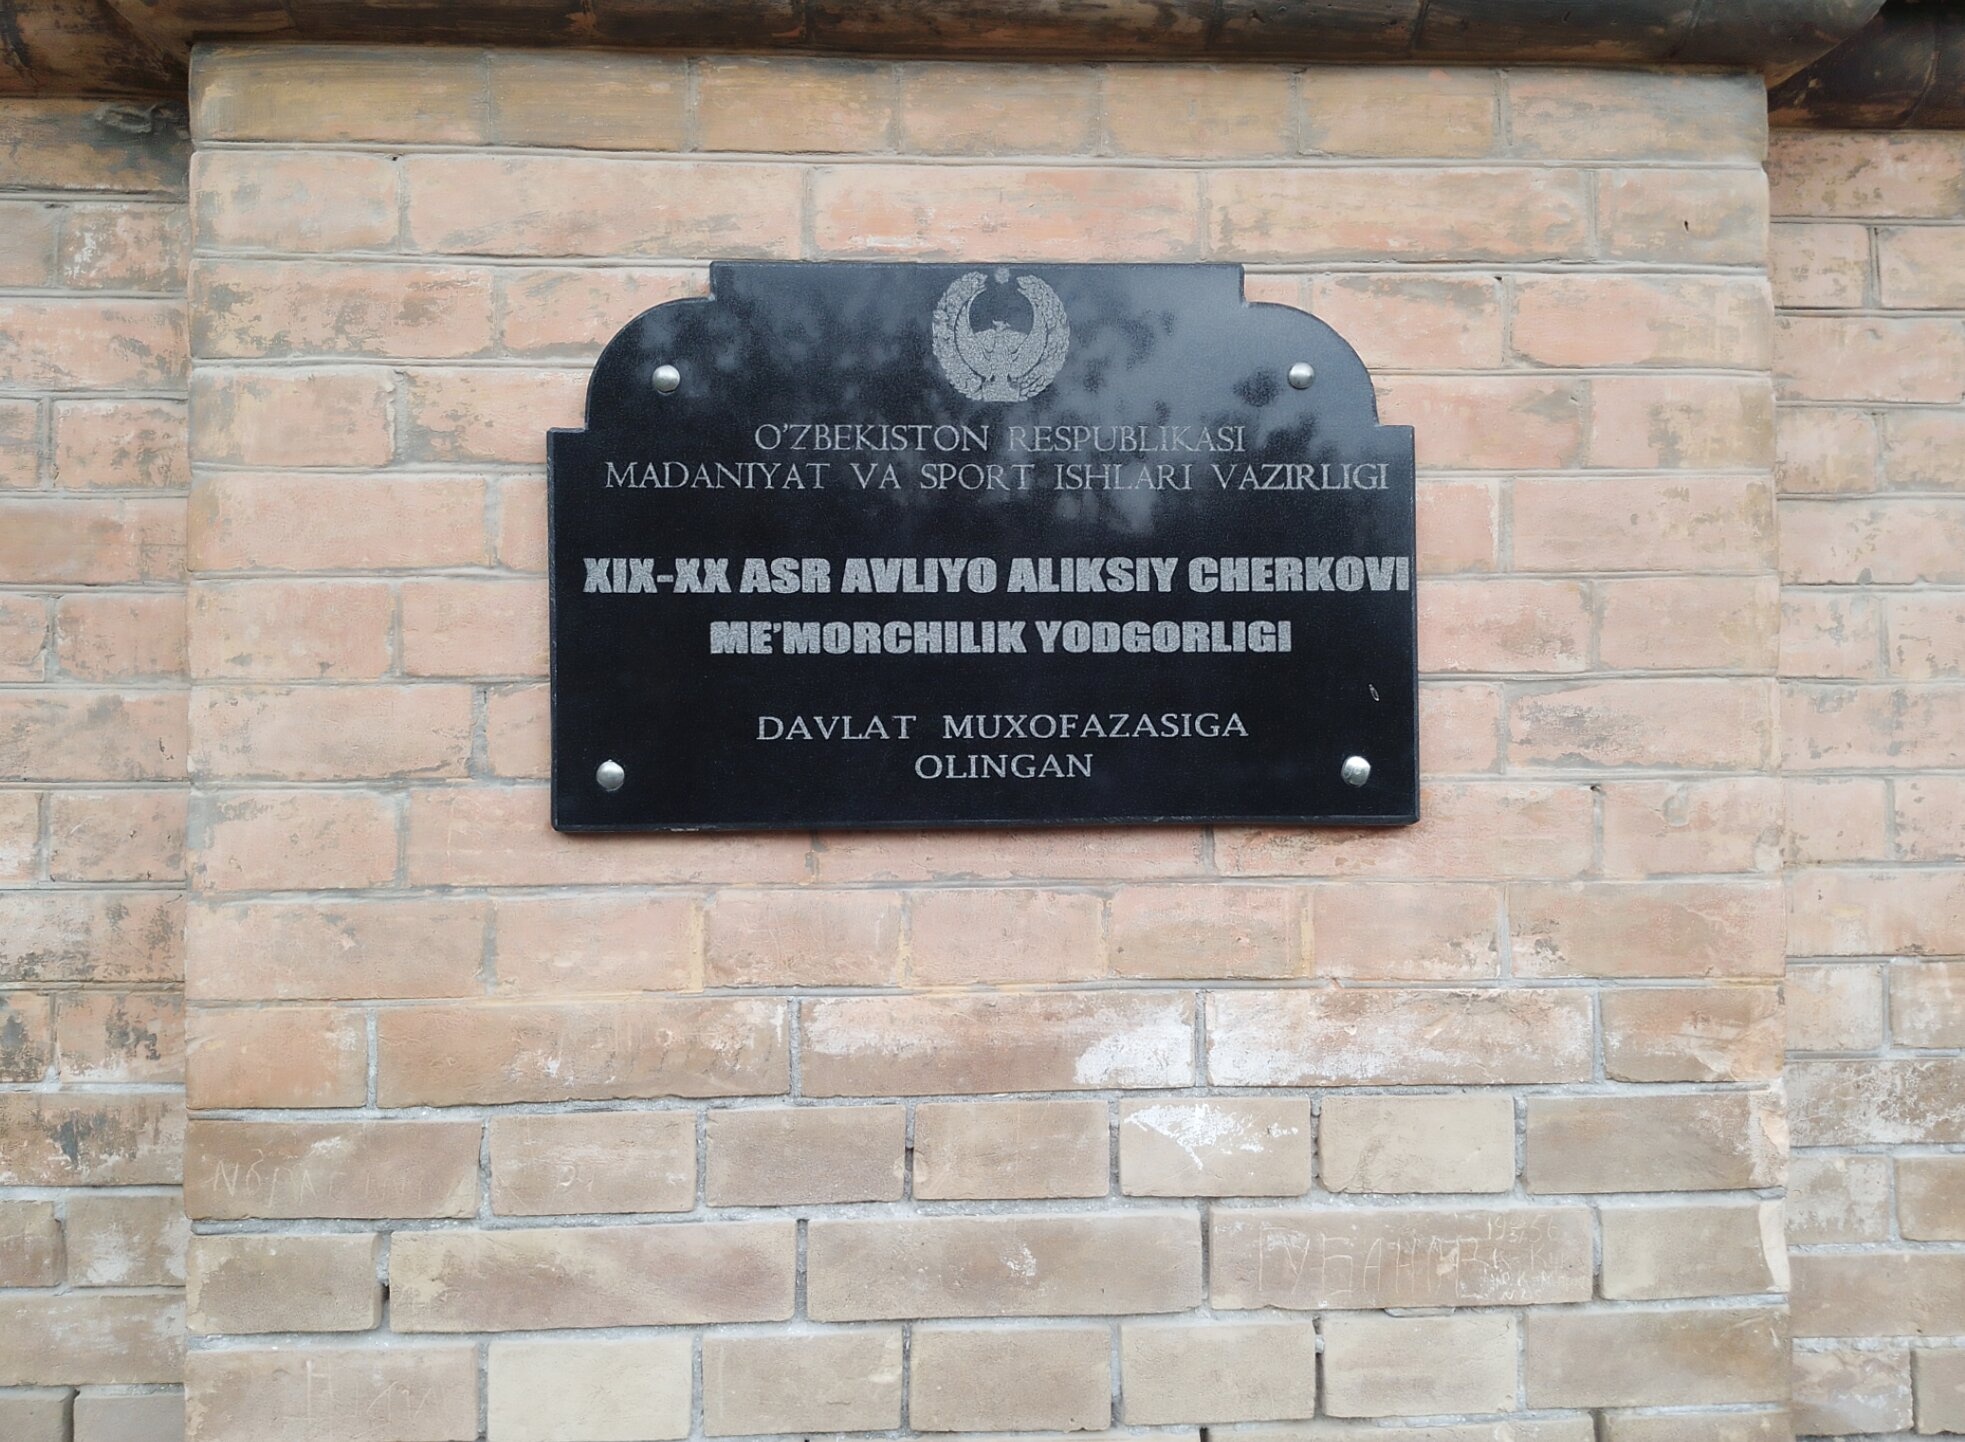 O'ZBEKISTON RESPUBLIKASI
MADANIYAT VA SPORT ISHLARI VAZIRLIGI
XIX-XX ASR AVLIYO ALIKSIY CHERKOVI
ME'MORCHILIK YODGORLIGI
DAVLAT MUXOFAZASIGA
OLINGAN